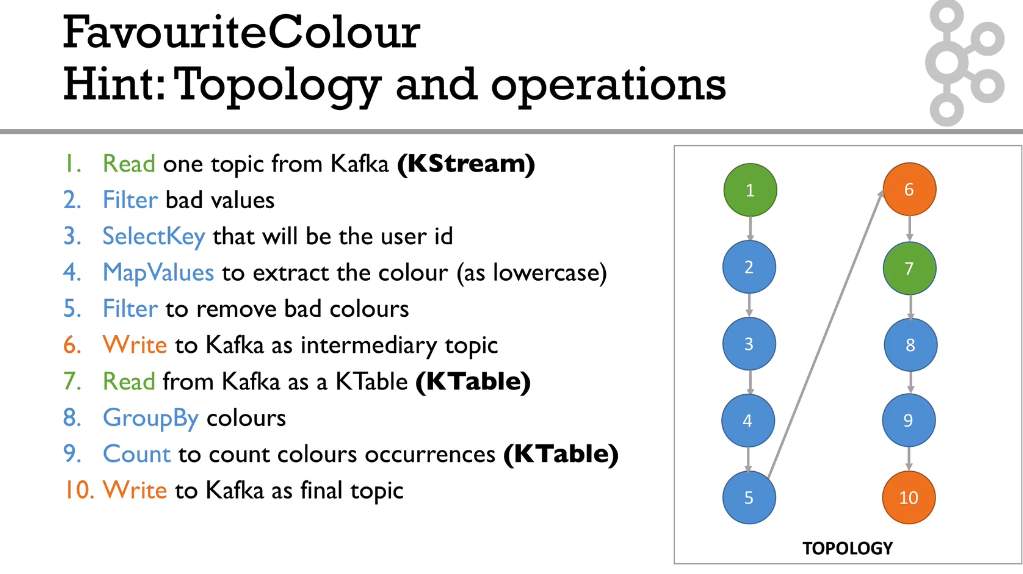 FavouriteColour
Hint: Topology and operations
1. Read one topic from Kafka (KStream)
2. Filter bad values
3. SelectKey that will be the user id
4. MapValues to extract the colour (as lowercase)
5. Filter to remove bad colours
6. Write to Kafka as intermediary topic
7. Read from Kafka as a KTable (KTable)
8. GroupBy colours
9. Count to count colours occurrences (KTable)
10. Write to Kafka as final topic
1
2
3
4
5
6
7
8
9
10
TOPOLOGY